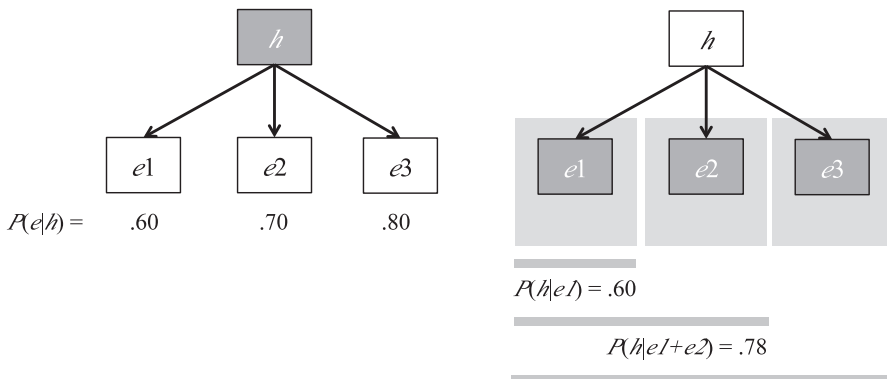 h
h
e1 e2 e3
e1 e2 e3
P(e|h) = .60 .70 .80
P(h|e1) = .60
P(h|e1+e2) = .78